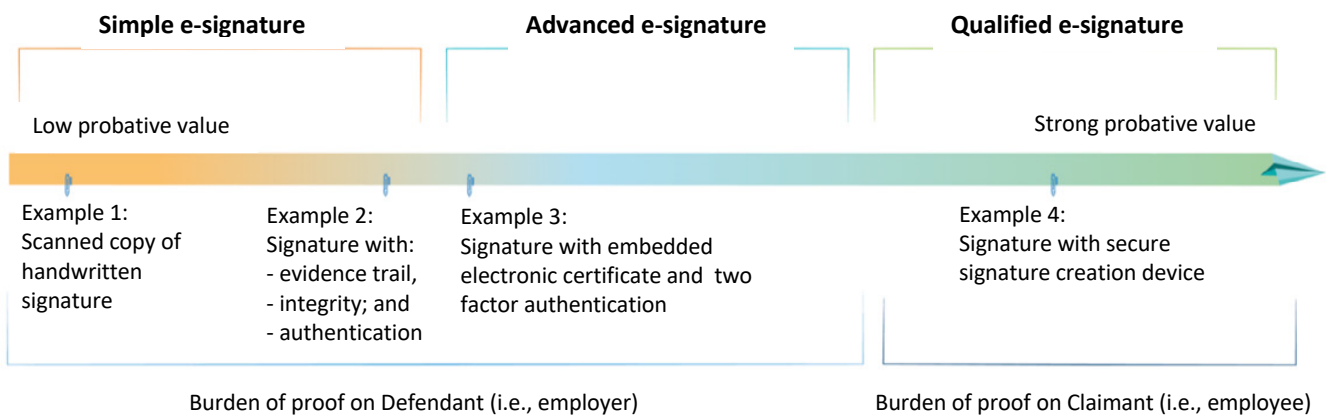 Simple e-signature
Advanced e-signature
Qualified e-signature
Low probative value
Strong probative value
Example 1:
Scanned copy of
handwritten
signature
Example 2:
Signature with:
- evidence trail,
- integrity; and
- authentication
Example 3:
Signature with embedded
electronic certificate and two
factor authentication
Example 4:
Signature with secure
signature creation device
Burden of proof on Defendant (i.e., employer)
Burden of proof on Claimant (i.e., employee)